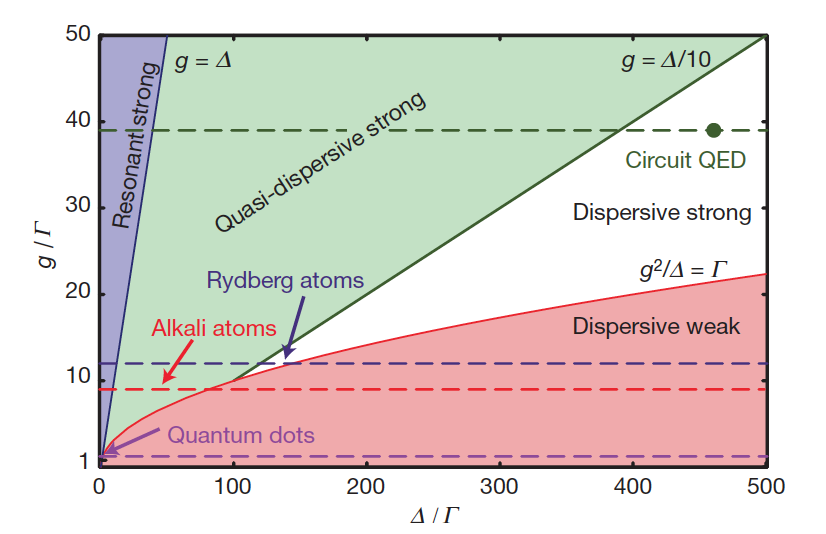 50
40
30
20
10
1
g / Γ
0
100
200
300
400
500
Δ / Γ
Resonant strong
g = Δ
g = Δ/10
Quasi-dispersive strong
Circuit QED
Dispersive strong
g²/Δ = Γ
Rydberg atoms
Alkali atoms
Dispersive weak
Quantum dots